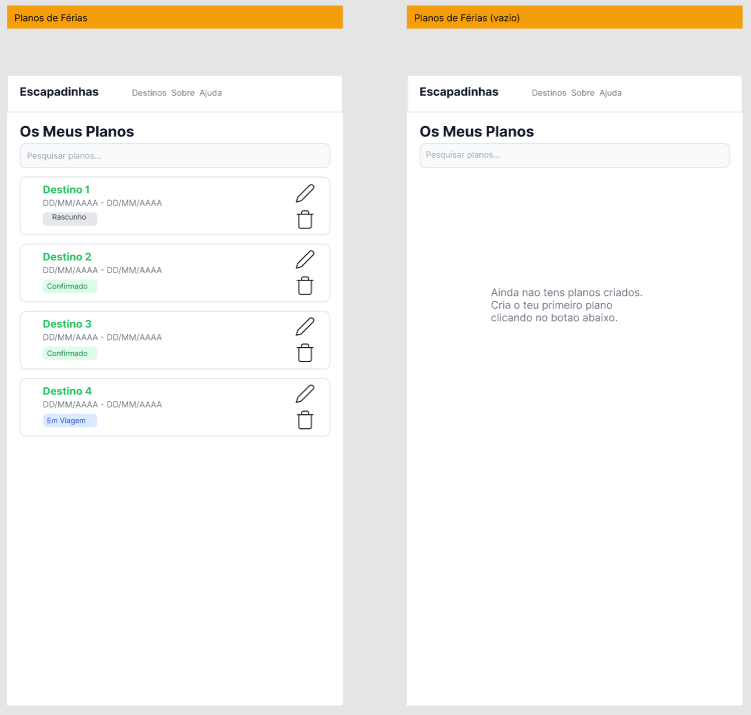 Planos de Férias
Escapadinhas
Destinos Sobre Ajuda
Os Meus Planos
Pesquisar planos...
Destino 1
DD/MM/AAAA - DD/MM/AAAA
Rascunho
Destino 2
DD/MM/AAAA - DD/MM/AAAA
Confirmado
Destino 3
DD/MM/AAAA - DD/MM/AAAA
Confirmado
Destino 4
DD/MM/AAAA - DD/MM/AAAA
Em Viagem
Planos de Férias (vazio)
Escapadinhas
Destinos Sobre Ajuda
Os Meus Planos
Pesquisar planos...
Ainda nao tens planos criados.
Cria o teu primeiro plano
clicando no botao abaixo.